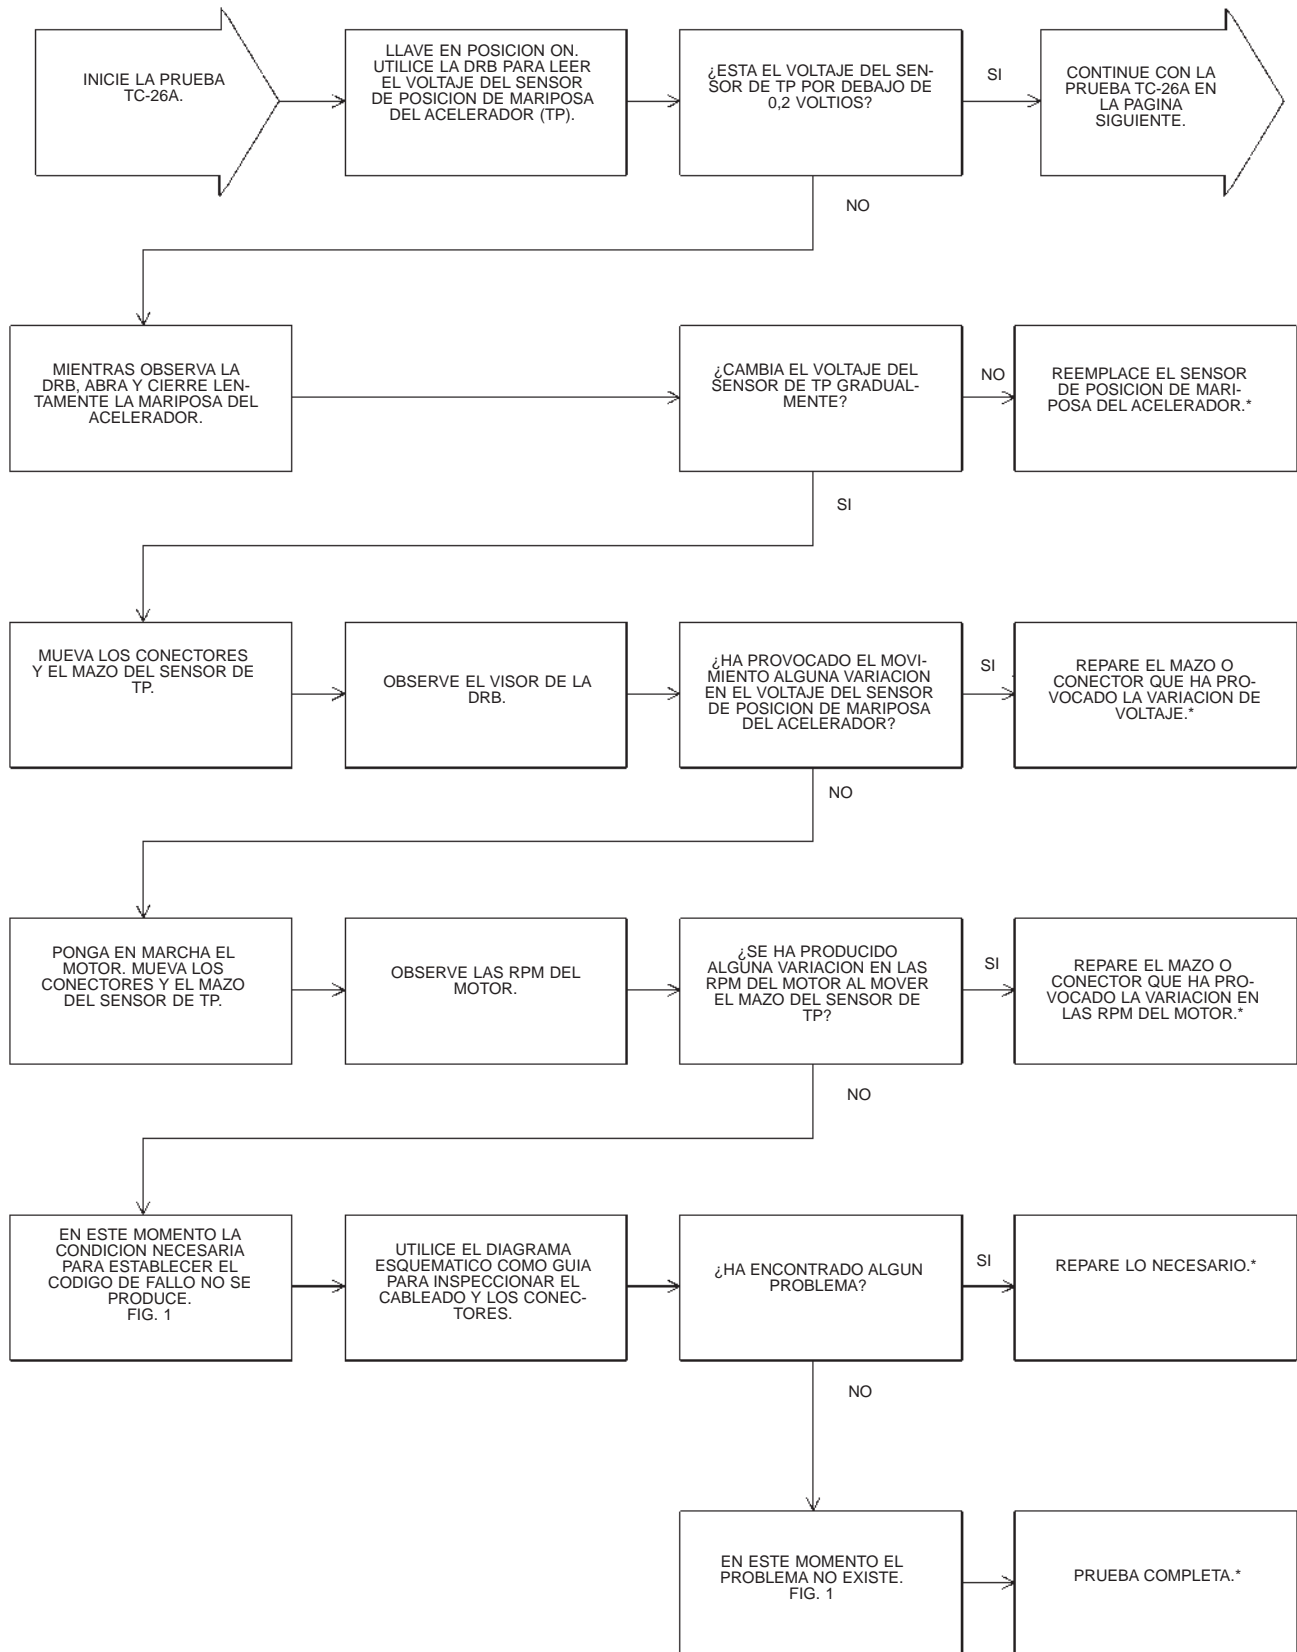 INICIE LA PRUEBA
TC-26A.
LLAVE EN POSICION ON.
UTILICE LA DRB PARA LEER
EL VOLTAJE DEL SENSOR
DE POSICION DE MARIPOSA
DEL ACELERADOR (TP).
¿ESTA EL VOLTAJE DEL SEN-
SOR DE TP POR DEBAJO DE
0,2 VOLTIOS?
SI
CONTINUE CON LA
PRUEBA TC-26A EN
LA PAGINA
SIGUIENTE.
NO
MIENTRAS OBSERVA LA
DRB, ABRA Y CIERRE LEN-
TAMENTE LA MARIPOSA DEL
ACELERADOR.
¿CAMBIA EL VOLTAJE DEL
SENSOR DE TP GRADUAL-
MENTE?
NO
REEMPLACE EL SENSOR
DE POSICION DE MARI-
POSA DEL ACELERADOR.*
SI
MUEVA LOS CONECTORES
Y EL MAZO DEL SENSOR DE
TP.
OBSERVE EL VISOR DE LA
DRB.
¿HA PROVOCADO EL MOVI-
MIENTO ALGUNA VARIACION
EN EL VOLTAJE DEL SENSOR
DE POSICION DE MARIPOSA
DEL ACELERADOR?
SI
REPARE EL MAZO O
CONECTOR QUE HA PRO-
VOCADO LA VARIACION DE
VOLTAJE.*
NO
PONGA EN MARCHA EL
MOTOR. MUEVA LOS
CONECTORES Y EL MAZO
DEL SENSOR DE TP.
OBSERVE LAS RPM DEL
MOTOR.
¿SE HA PRODUCIDO
ALGUNA VARIACION EN LAS
RPM DEL MOTOR AL MOVER
EL MAZO DEL SENSOR DE
TP?
SI
REPARE EL MAZO O
CONECTOR QUE HA PRO-
VOCADO LA VARIACION EN
LAS RPM DEL MOTOR.*
NO
EN ESTE MOMENTO LA
CONDICION NECESARIA
PARA ESTABLECER EL
CODIGO DE FALLO NO SE
PRODUCE.
FIG. 1
UTILICE EL DIAGRAMA
ESQUEMATICO COMO GUIA
PARA INSPECCIONAR EL
CABLEADO Y LOS CONEC-
TORES.
¿HA ENCONTRADO ALGUN
PROBLEMA?
SI
REPARE LO NECESARIO.*
NO
EN ESTE MOMENTO EL
PROBLEMA NO EXISTE.
FIG. 1
PRUEBA COMPLETA.*